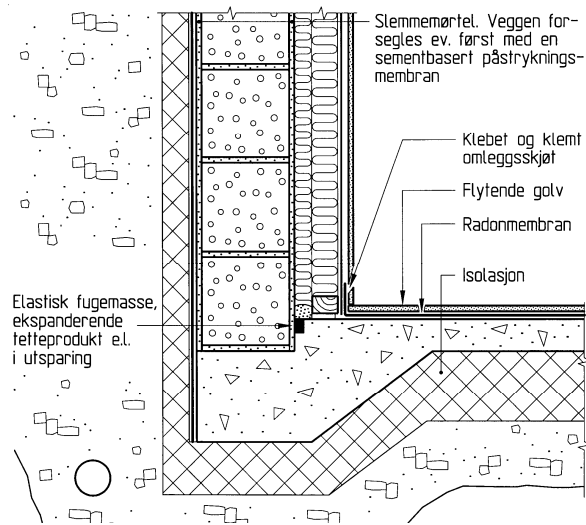 Slemmemørtel. Veggen for-
segles ev. først med en
sementbasert påstryknings-
membran
Klebet og klemt
omleggsskjøt
Flytende golv
Radonmembran
Isolasjon
Elastisk fugemasse,
ekspanderende
tetteprodukt e.l.
i utsparing